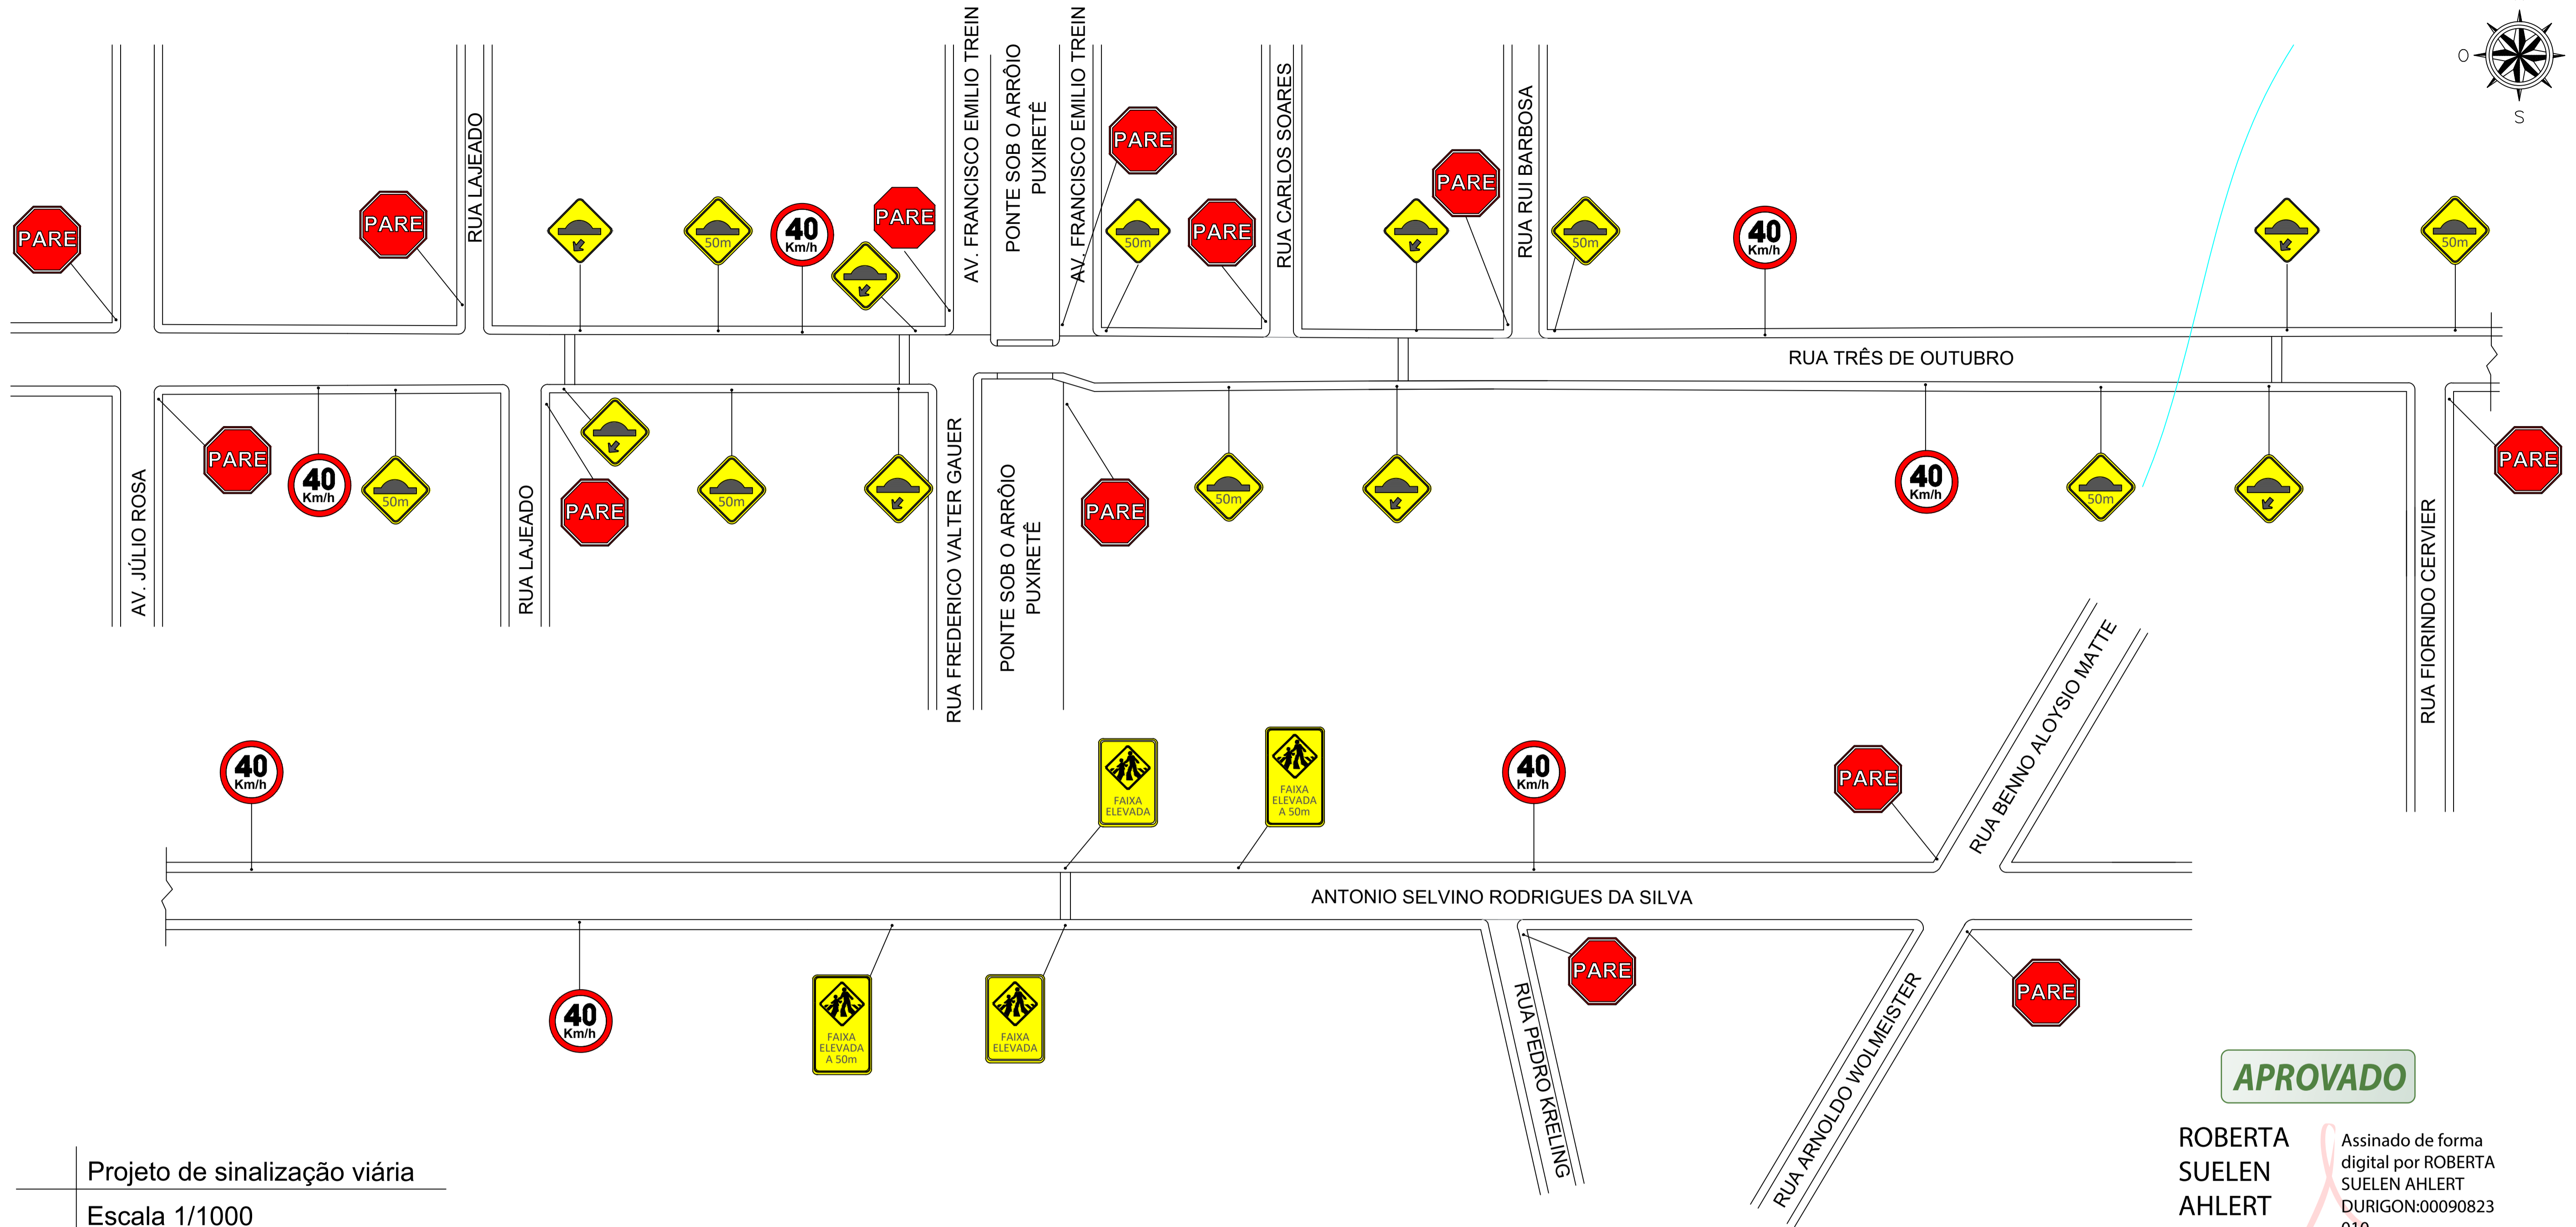 AV. FRANCISCO EMILIO TREIN
PONTE SOB O ARRÔIO
PUXIRETÊ
AV. FRANCISCO EMILIO TREIN
O
S
RUA LAJEADO
RUA CARLOS SOARES
RUA RUI BARBOSA
PARE
PARE
50m
40
Km/h
PARE
PARE
50m
PARE
PARE
50m
40
Km/h
50m
RUA TRÊS DE OUTUBRO
AV. JÚLIO ROSA
PARE
40
Km/h
50m
RUA LAJEADO
PARE
50m
RUA FREDERICO VALTER GAUER
PONTE SOB O ARRÔIO
PUXIRETÊ
PARE
50m
40
Km/h
50m
RUA FIORINDO CERVIER
PARE
40
Km/h
FAIXA
ELEVADA
FAIXA
ELEVADA
A 50m
40
Km/h
PARE
RUA BENNO ALOYSIO MATTE
ANTONIO SELVINO RODRIGUES DA SILVA
40
Km/h
FAIXA
ELEVADA
A 50m
FAIXA
ELEVADA
RUA PEDRO KRELING
PARE
RUA ARNOLDO WOLMEISTER
PARE
APROVADO
ROBERTA
SUELEN
AHLERT
Assinado de forma
digital por ROBERTA
SUELEN AHLERT
DURIGON:00090823
Projeto de sinalização viária
Escala 1/1000